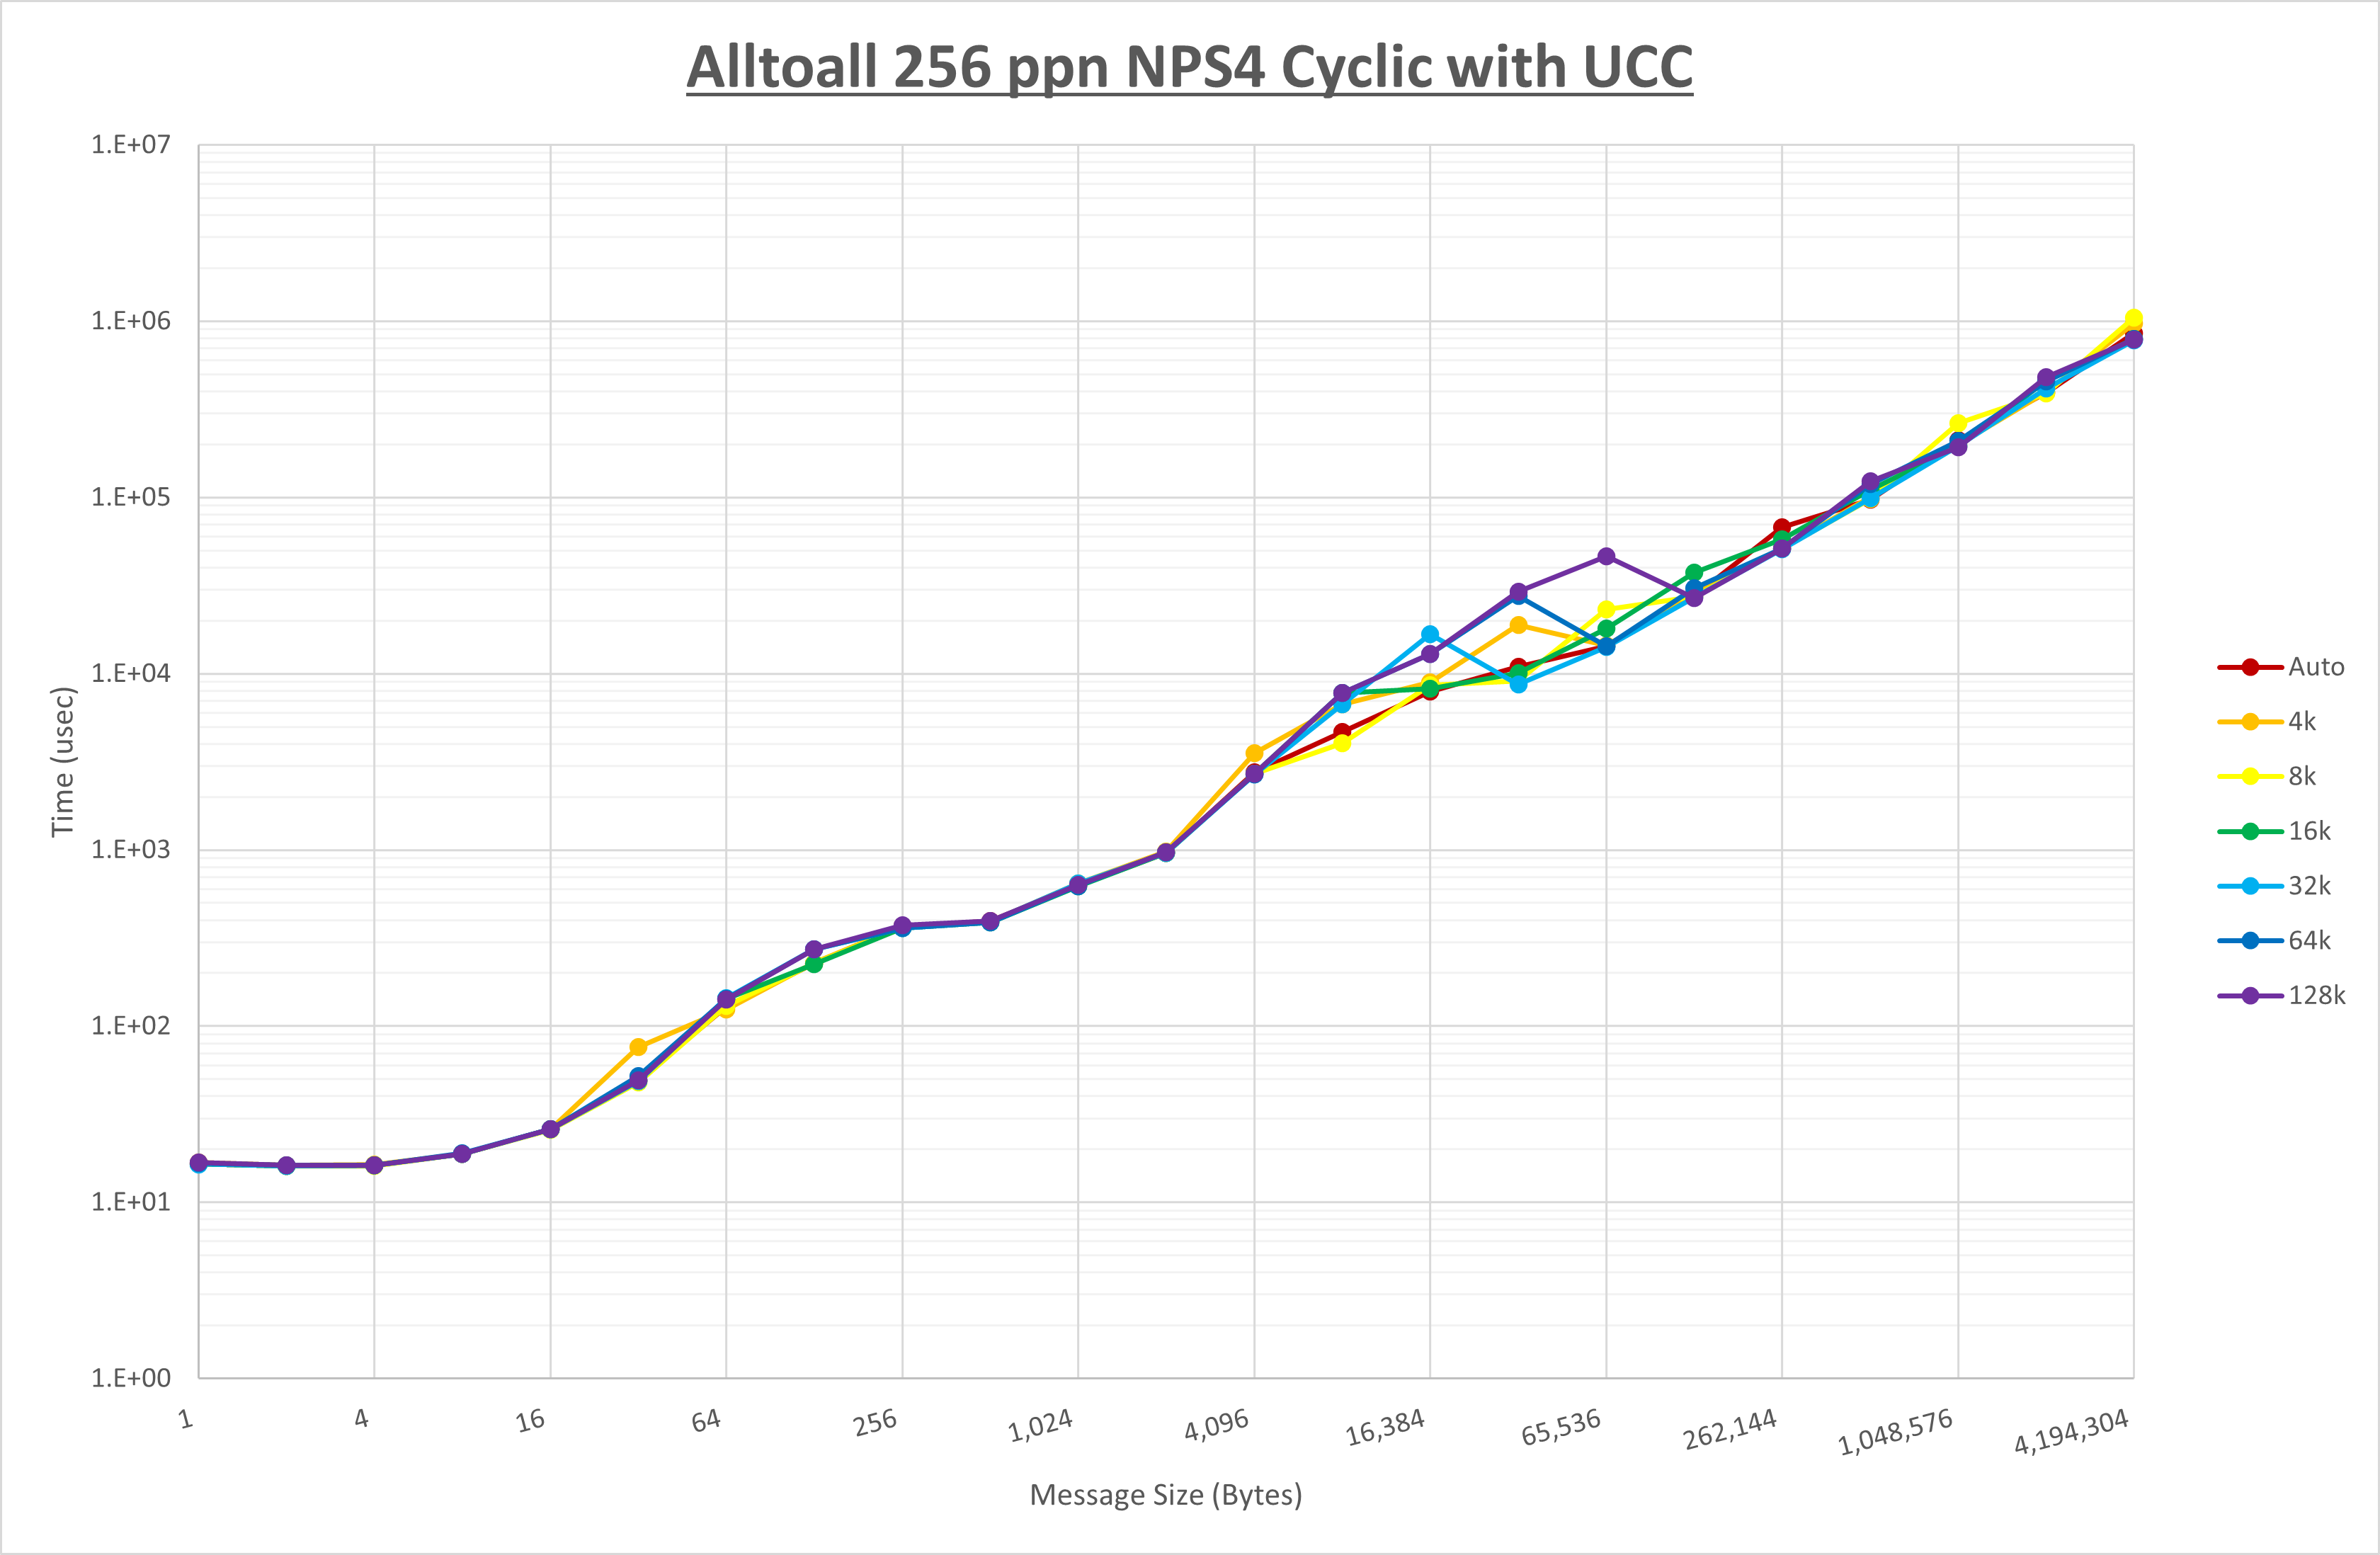 Alltoall 256 ppn NPS4 Cyclic with UCC
1.E+07
1.E+06
1.E+05
1.E+04
1.E+03
1.E+02
1.E+01
1.E+00
Time (usec)
1
4
16
64
256
1,024
4,096
16,384
65,536
262,144
1,048,576
4,194,304
Message Size (Bytes)
Auto
4k
8k
16k
32k
64k
128k